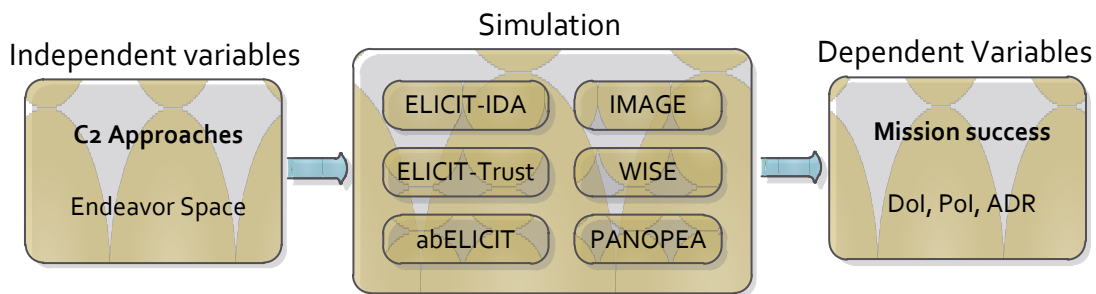 Independent variables
C2 Approaches
Endeavor Space
Simulation
ELICIT-IDA
IMAGE
ELICIT-Trust
WISE
abELICIT
PANOPEA
Dependent Variables
Mission success
DoI, PoI, ADR